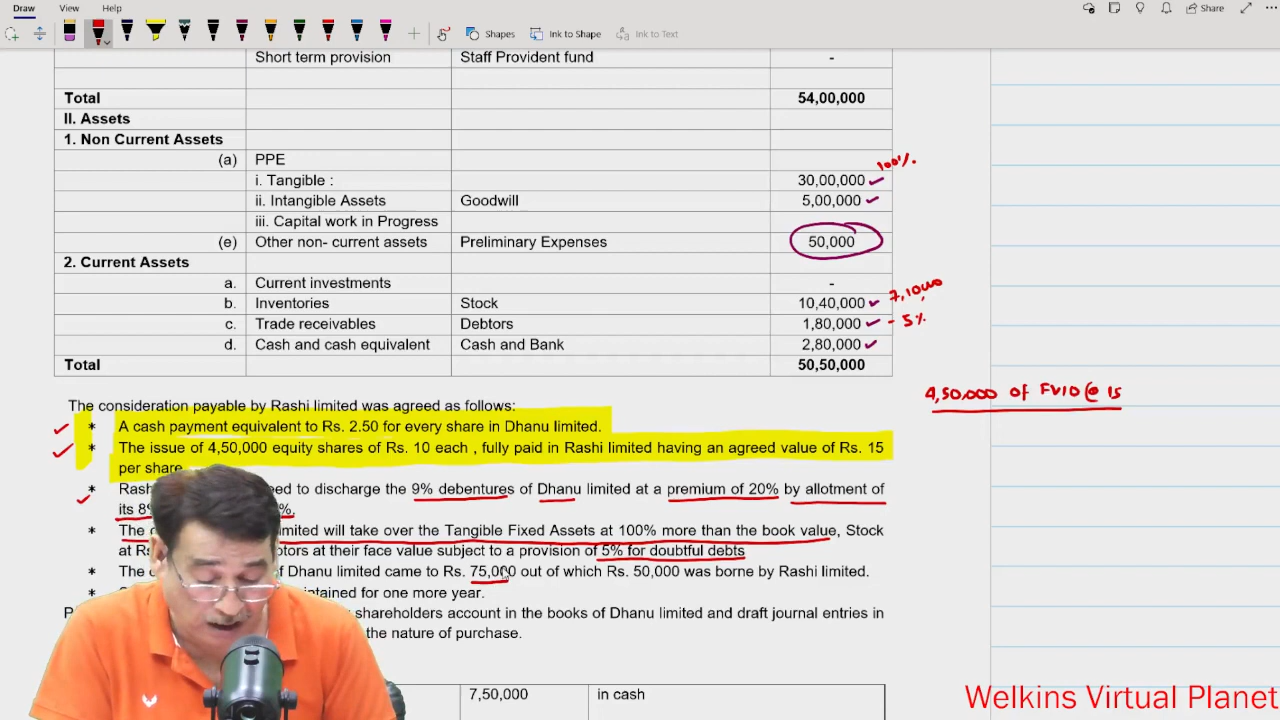 Draw View Help
Share
Shapes Ink to Shape Ink to Text
Short term provision Staff Provident fund -
Total 54,00,000
II. Assets
1. Non Current Assets
(a) PPE
100%
i. Tangible : 30,00,000
ii. Intangible Assets Goodwill 5,00,000
iii. Capital work in Progress
(e) Other non- current assets Preliminary Expenses 50,000
2. Current Assets
a. Current investments -
b. Inventories Stock 10,40,000 7,10,000
c. Trade receivables Debtors 1,80,000 - 5%
d. Cash and cash equivalent Cash and Bank 2,80,000
Total 50,50,000
4,50,000 of FV10 @ 15
The consideration payable by Rashi limited was agreed as follows:
* A cash payment equivalent to Rs. 2.50 for every share in Dhanu limited.
* The issue of 4,50,000 equity shares of Rs. 10 each , fully paid in Rashi limited having an agreed value of Rs. 15
per share
* Rash eed to discharge the 9% debentures of Dhanu limited at a premium of 20% by allotment of
its 8% %.
* The limited will take over the Tangible Fixed Assets at 100% more than the book value, Stock
at Rs tors at their face value subject to a provision of 5% for doubtful debts
* The of Dhanu limited came to Rs. 75,000 out of which Rs. 50,000 was borne by Rashi limited.
* intained for one more year.
shareholders account in the books of Dhanu limited and draft journal entries in
the nature of purchase.
7,50,000 in cash
Welkins Virtual Planet